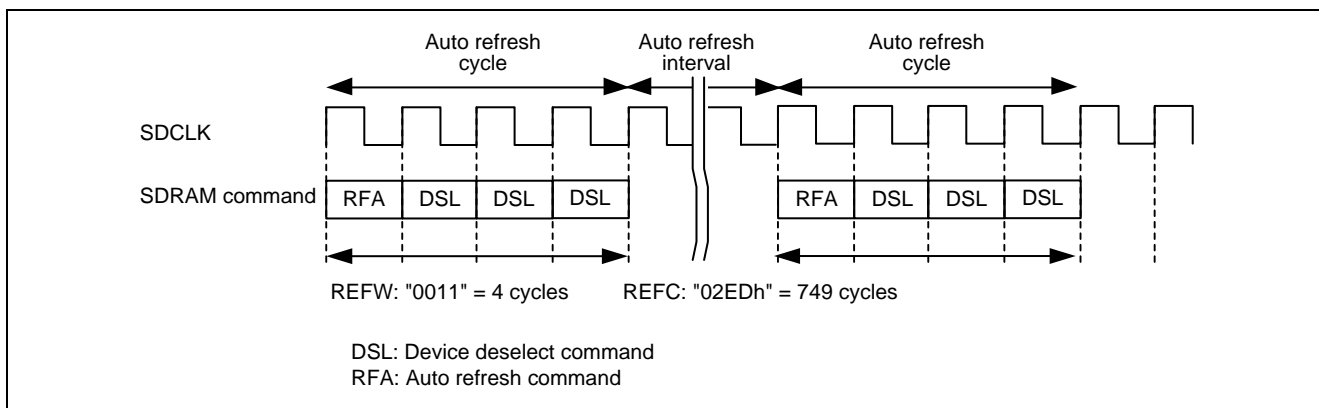 Auto refresh
cycle
Auto refresh
interval
Auto refresh
cycle
SDCLK
SDRAM command
RFA
DSL
DSL
DSL
RFA
DSL
DSL
DSL
REFW: "0011" = 4 cycles
REFC: "02EDh" = 749 cycles
DSL: Device deselect command
RFA: Auto refresh command